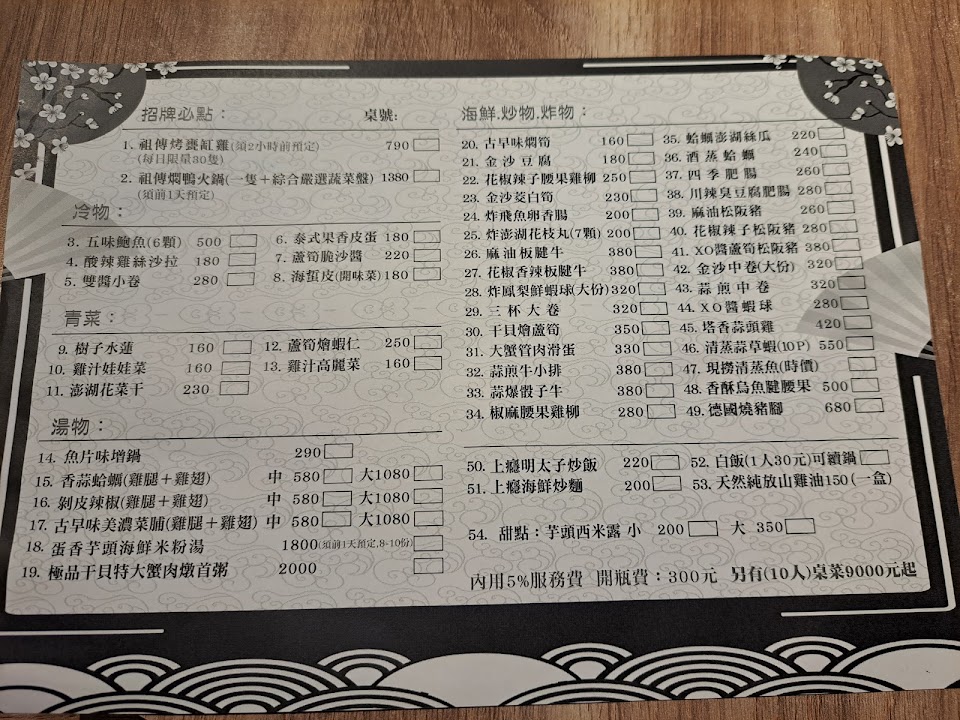 招牌必點：　桌號:
1. 祖傳烤甕缸雞(須2小時前預定) 790
(每日限量30隻)
2. 祖傳燜鴨火鍋(一隻＋綜合嚴選蔬菜盤) 1380
(須前1天預定)
冷物：
3. 五味鮑魚(6顆) 500
4. 酸辣雞絲沙拉 180
5. 雙醬小卷 280
6. 泰式果香皮蛋 180
7. 蘆筍脆沙醬 220
8. 海蜇皮(開味菜) 180
青菜：
9. 樹子水蓮 160
10. 雞汁娃娃菜 160
11. 澎湖花菜干 230
12. 蘆筍燴蝦仁 250
13. 雞汁高麗菜 160
湯物：
14. 魚片味增鍋 290
15. 香蒜蛤蠣(雞腿＋雞翅) 中 580 大1080
16. 剝皮辣椒(雞腿＋雞翅) 中 580 大1080
17. 古早味美濃菜脯(雞腿＋雞翅) 中 580 大1080
18. 蛋香芋頭海鮮米粉湯 1800(須前1天預定,8-10份)
19. 極品干貝特大蟹肉燉首粥 2000
海鮮.炒物.炸物：
20. 古早味燜筍 160
21. 金沙豆腐 180
22. 花椒辣子腰果雞柳 250
23. 金沙茭白筍 230
24. 炸飛魚卵香腸 200
25. 炸澎湖花枝丸(7顆) 200
26. 麻油板腱牛 380
27. 花椒香辣板腱牛 380
28. 炸鳳梨鮮蝦球(大份) 320
29. 三杯大卷 320
30. 干貝燴蘆筍 350
31. 大蟹管肉滑蛋 330
32. 蒜煎牛小排 380
33. 蒜爆骰子牛 380
34. 椒麻腰果雞柳 280
35. 蛤蠣澎湖絲瓜 220
36. 酒蒸蛤蠣 240
37. 四季肥腸 260
38. 川辣臭豆腐肥腸 280
39. 麻油松阪豬 260
40. 花椒辣子松阪豬 280
41. XO醬蘆筍松阪豬 380
42. 金沙中卷(大份) 320
43. 蒜煎中卷 320
44. XO醬蝦球 280
45. 塔香蒜頭雞 420
46. 清蒸蒜草蝦(10P) 550
47. 現撈清蒸魚(時價)
48. 香酥烏魚腱腰果 500
49. 德國燒豬腳 680
50. 上癮明太子炒飯 220
51. 上癮海鮮炒麵 200
52. 白飯(1人30元)可續鍋
53. 天然純放山雞油150(一盒)
54. 甜點：芋頭西米露 小 200 大 350
內用5%服務費 開瓶費：300元 另有(10人)桌菜9000元起